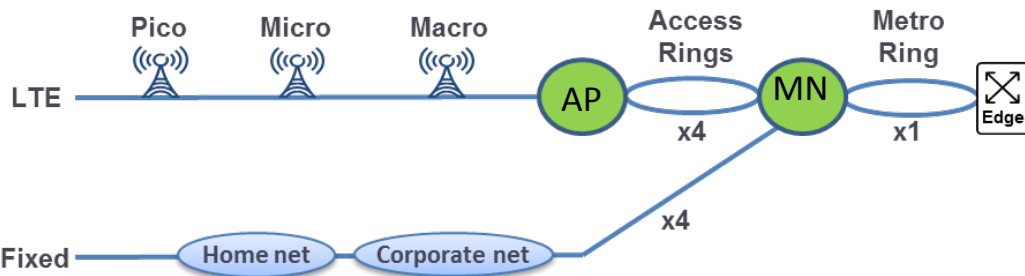 Pico
Micro
Macro
Access
Rings
Metro
Ring
LTE
AP
MN
Edge
x4
x1
x4
Fixed
Home net
Corporate net